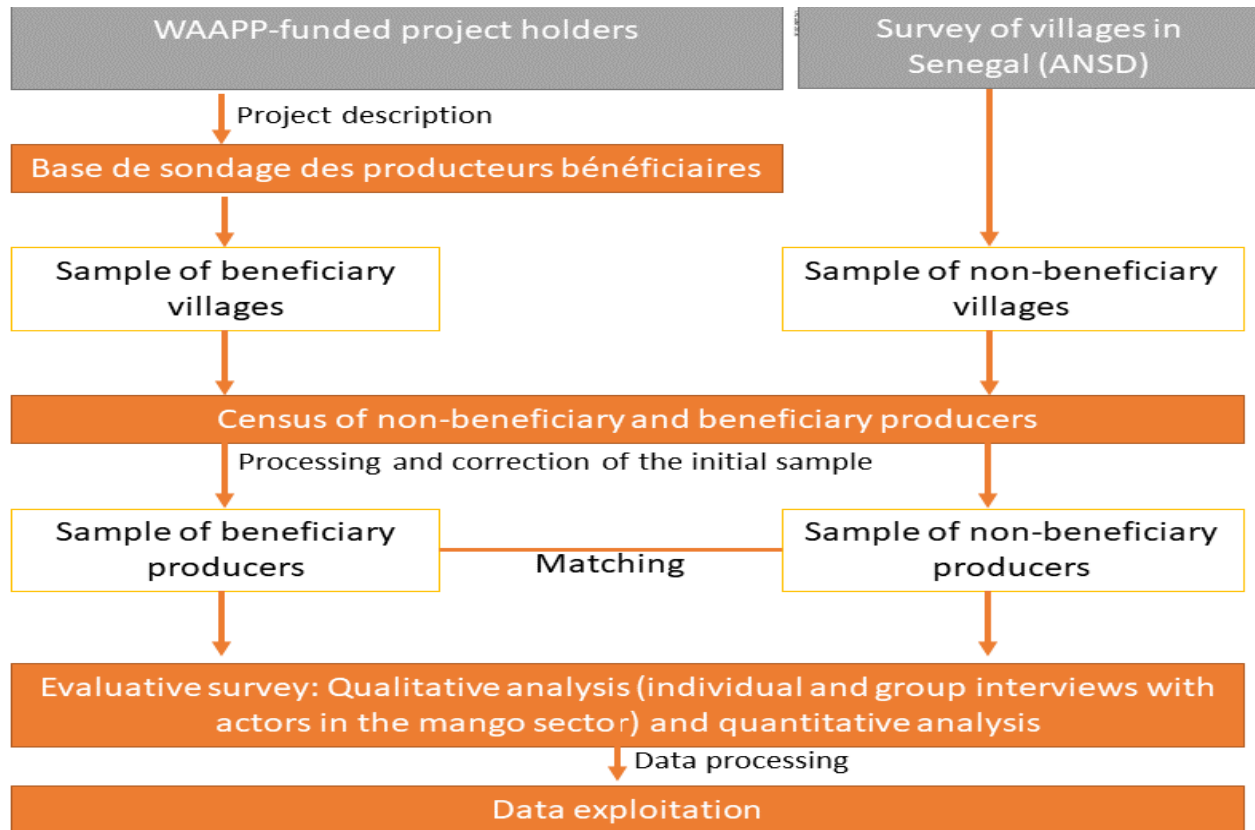 WAAPP-funded project holders
Survey of villages in
Senegal (ANSD)
Project description
Base de sondage des producteurs bénéficiaires
Sample of beneficiary
villages
Sample of non-beneficiary
villages
Census of non-beneficiary and beneficiary producers
Processing and correction of the initial sample
Sample of beneficiary
producers
Matching
Sample of non-beneficiary
producers
Evaluative survey: Qualitative analysis (individual and group interviews with
actors in the mango sector) and quantitative analysis
Data processing
Data exploitation